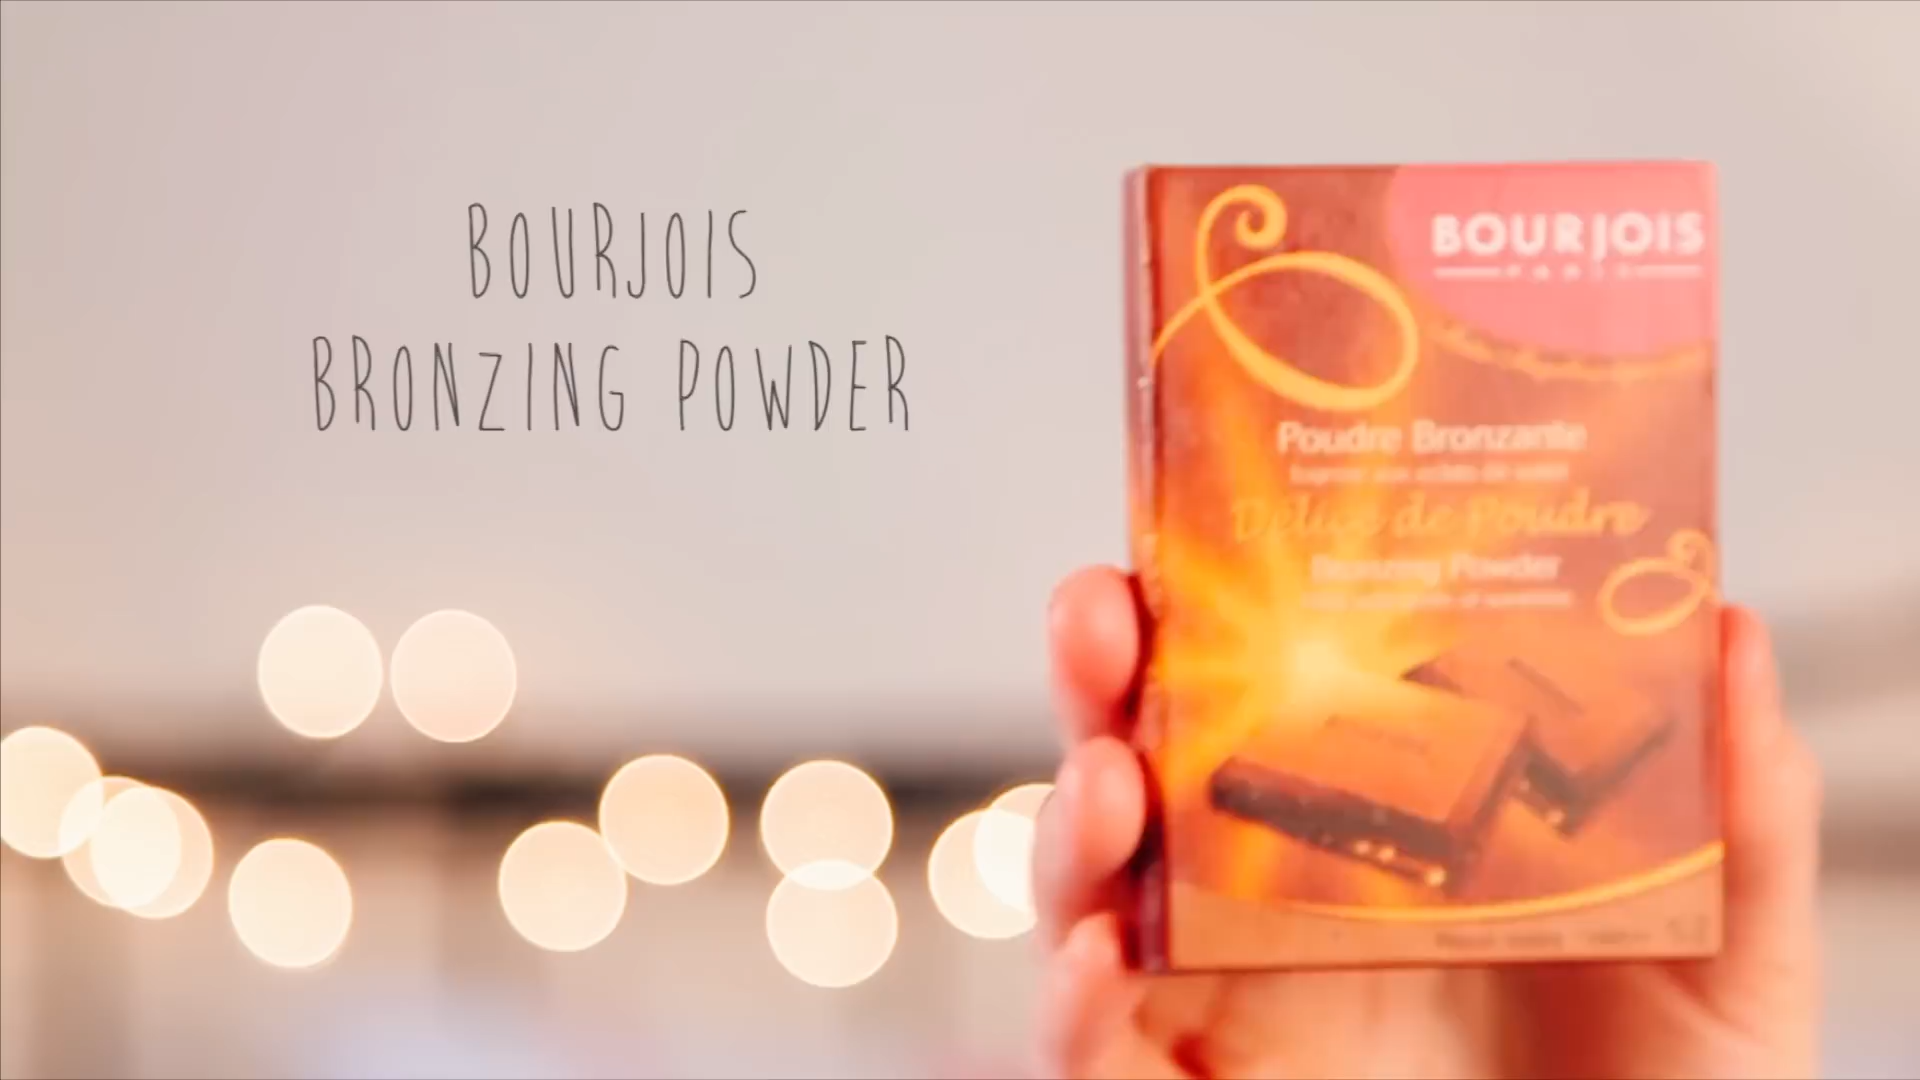 BOURJOIS
BRONZING POWDER
BOURJOIS
PARIS
Poudre Bronzante
Délice de Poudre
Bronzing Powder